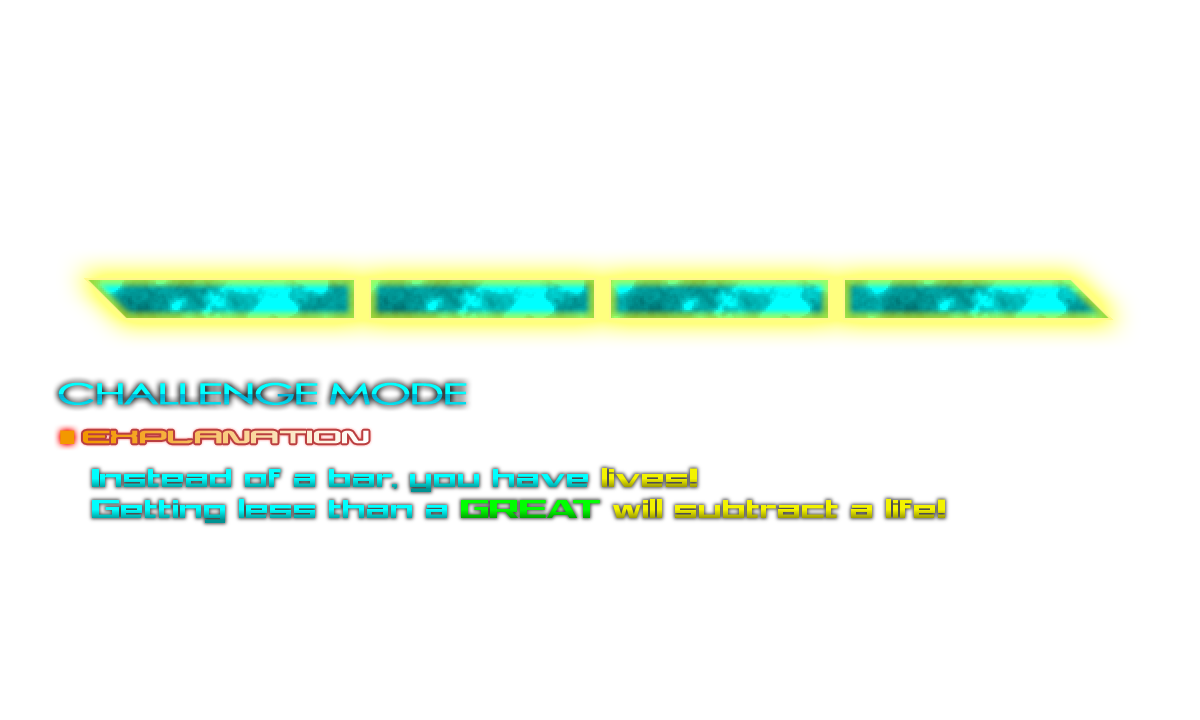 CHALLENGE MODE
EXPLANATION
Instead of a bar, you have lives!
Getting less than a GREAT will subtract a life!